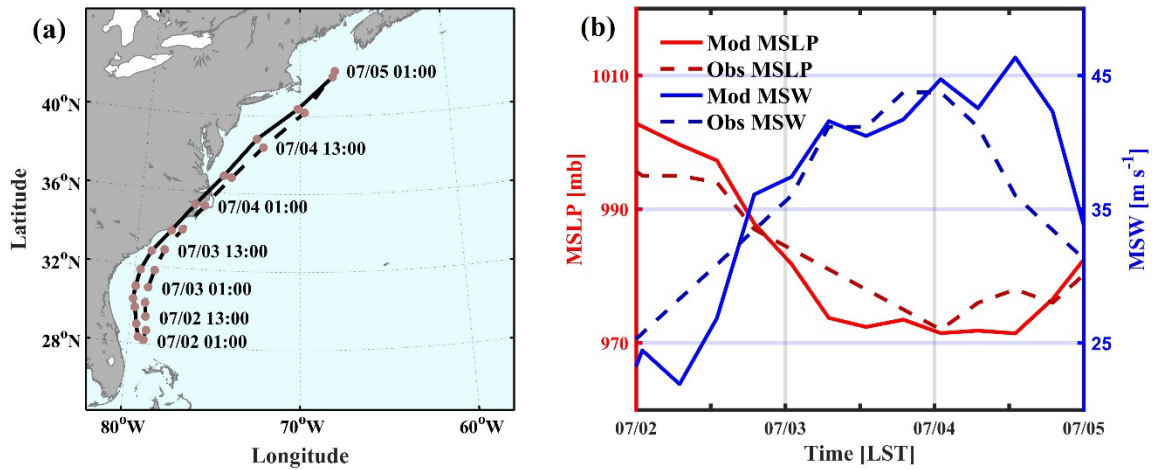 (a)
07/05 01:00
07/04 13:00
07/04 01:00
07/03 13:00
07/03 01:00
07/02 13:00
07/02 01:00
40°N
36°N
32°N
28°N
Latitude
80°W 70°W 60°W
Longitude
(b)
Mod MSLP
Obs MSLP
Mod MSW
Obs MSW
1010
990
970
MSLP [mb]
45
35
25
MSW [m s⁻¹]
07/02 07/03 07/04 07/05
Time [LST]